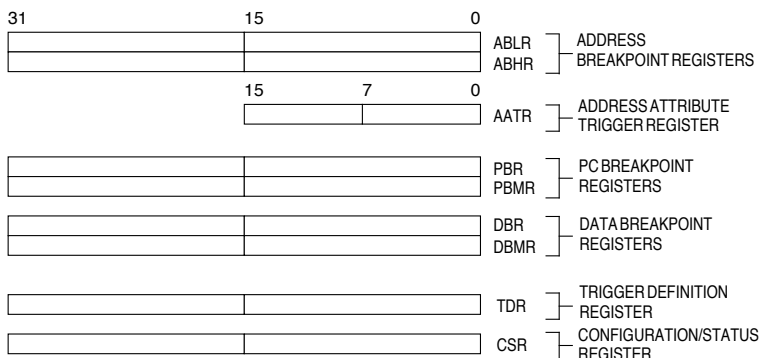 31 15 0
ABLR ADDRESS
ABHR BREAKPOINT REGISTERS
15 7 0
AATR ADDRESS ATTRIBUTE
TRIGGER REGISTER
PBR PC BREAKPOINT
PBMR REGISTERS
DBR DATA BREAKPOINT
DBMR REGISTERS
TDR TRIGGER DEFINITION
REGISTER
CSR CONFIGURATION/STATUS
REGISTER